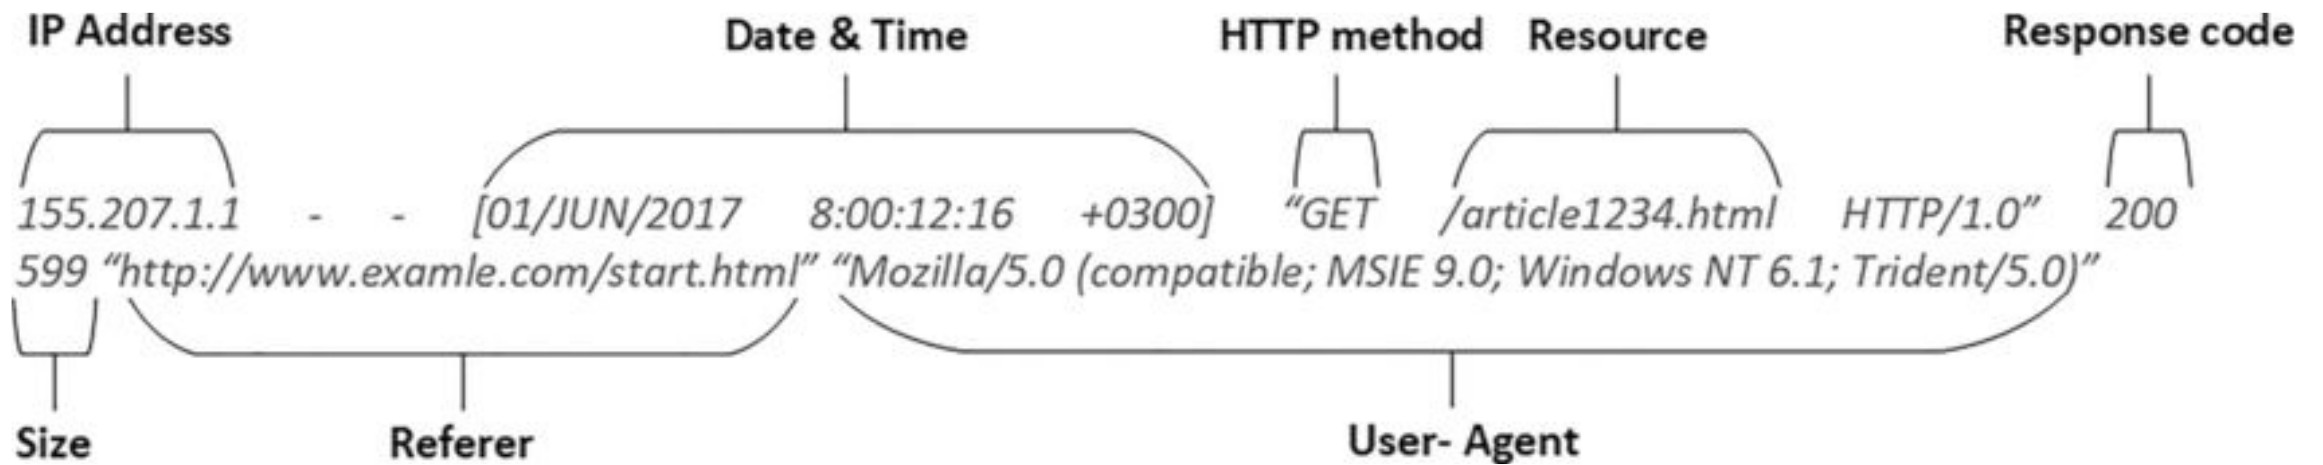 IP Address Date & Time HTTP method Resource Response code
155.207.1.1 - - [01/JUN/2017 8:00:12:16 +0300] “GET /article1234.html HTTP/1.0” 200
599 “http://www.examle.com/start.html” “Mozilla/5.0 (compatible; MSIE 9.0; Windows NT 6.1; Trident/5.0)”
Size Referer User- Agent